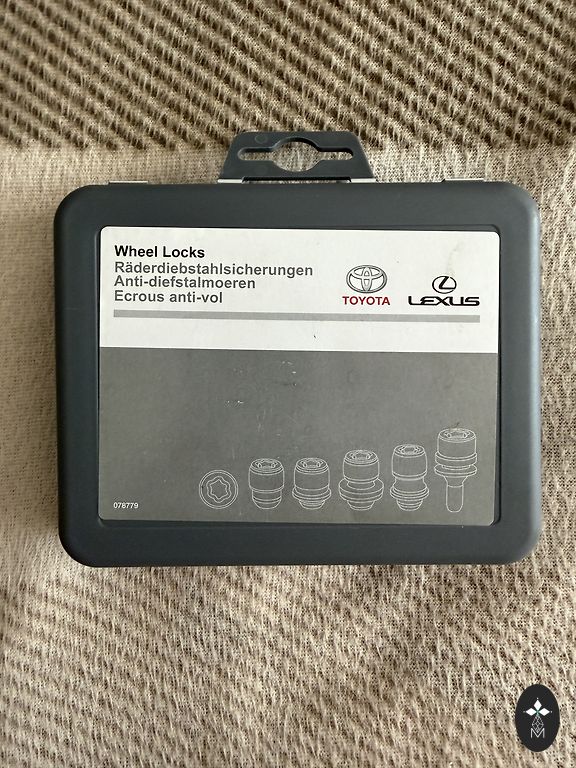 Wheel Locks
Räderdiebstahlsicherungen
Anti-diefstalmoeren
Ecrous anti-vol
TOYOTA
LEXUS
078779
M